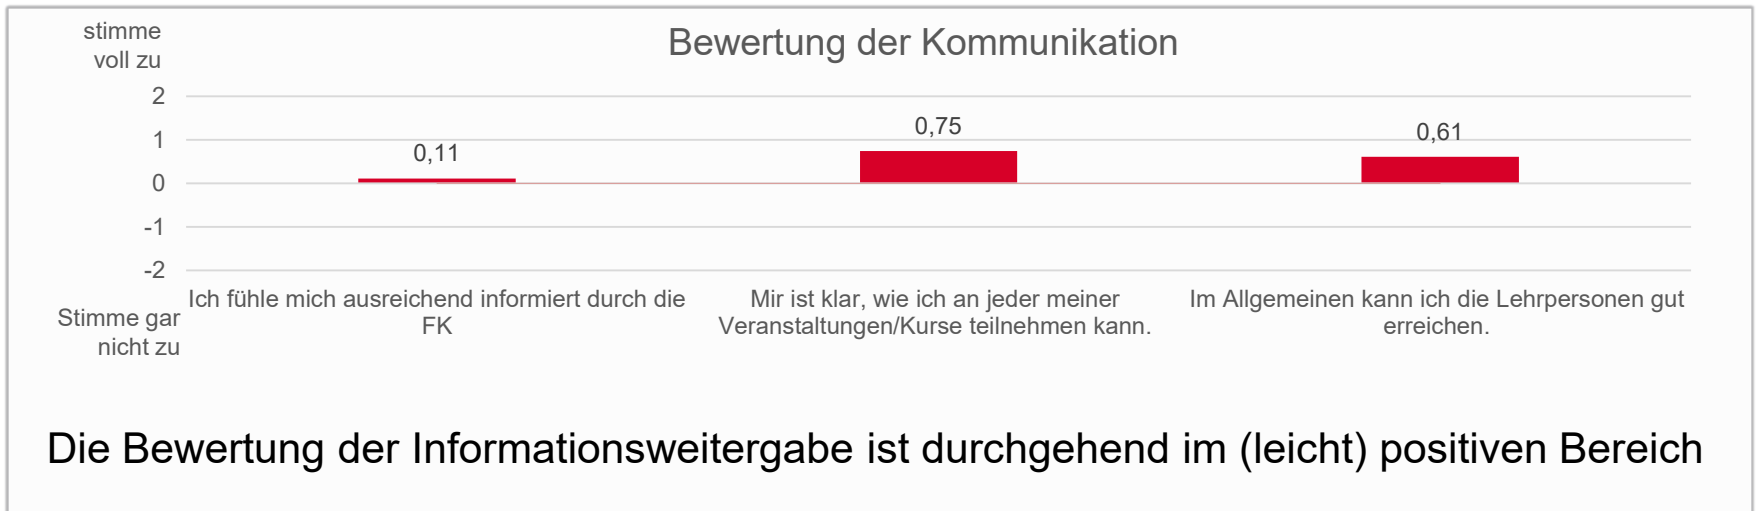 stimme
voll zu
Bewertung der Kommunikation
2
1
0
-1
-2
0,11
0,75
0,61
Stimme gar
nicht zu
Ich fühle mich ausreichend informiert durch die
FK
Mir ist klar, wie ich an jeder meiner
Veranstaltungen/Kurse teilnehmen kann.
Im Allgemeinen kann ich die Lehrpersonen gut
erreichen.
Die Bewertung der Informationsweitergabe ist durchgehend im (leicht) positiven Bereich